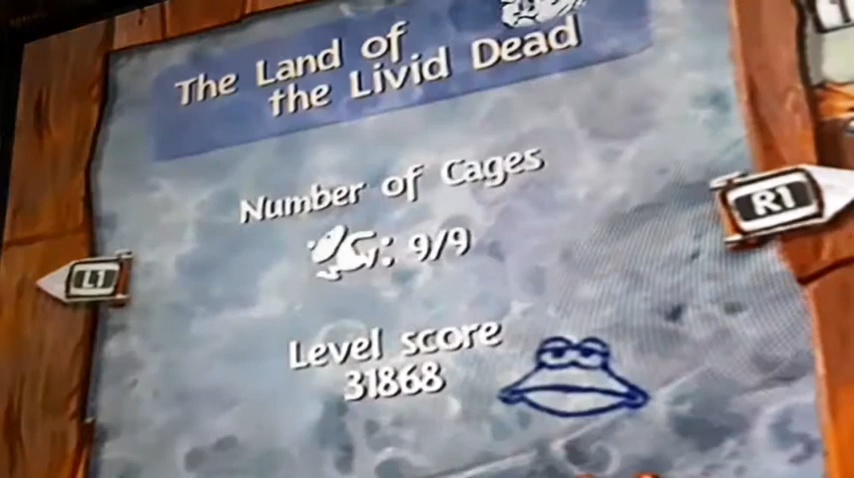 The Land of
the Livid Dead
Number of Cages
: 9/9
R1
L1
Level score
31868